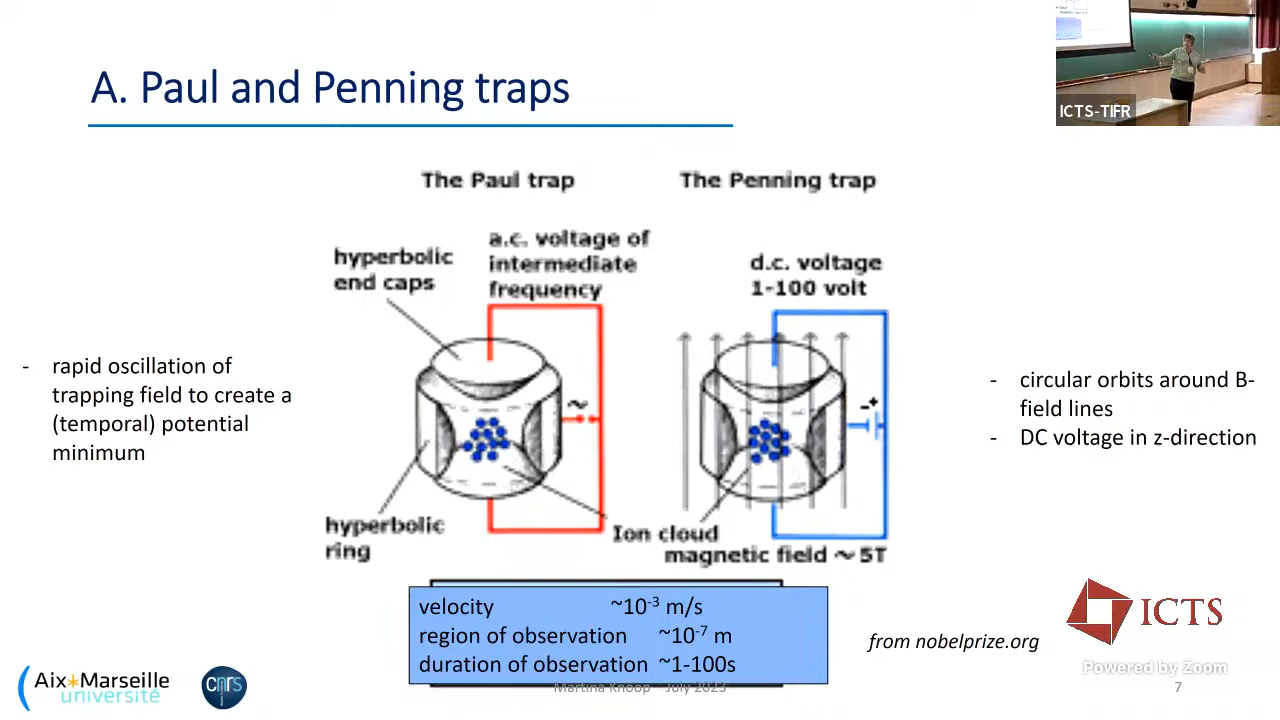 A. Paul and Penning traps
ICTS-TIFR
The Paul trap
The Penning trap
hyperbolic
end caps
a.c. voltage of
intermediate
frequency
d.c. voltage
1-100 volt
- rapid oscillation of
trapping field to create a
(temporal) potential
minimum
- circular orbits around B-
field lines
- DC voltage in z-direction
~
-+
hyperbolic
ring
Ion cloud
magnetic field ~ 5T
velocity ~10-3 m/s
region of observation ~10-7 m
duration of observation ~1-100s
from nobelprize.org
ICTS
Powered by Zoom
Aix*Marseille
université
cnrs
Martina Knoop - July 2023
7